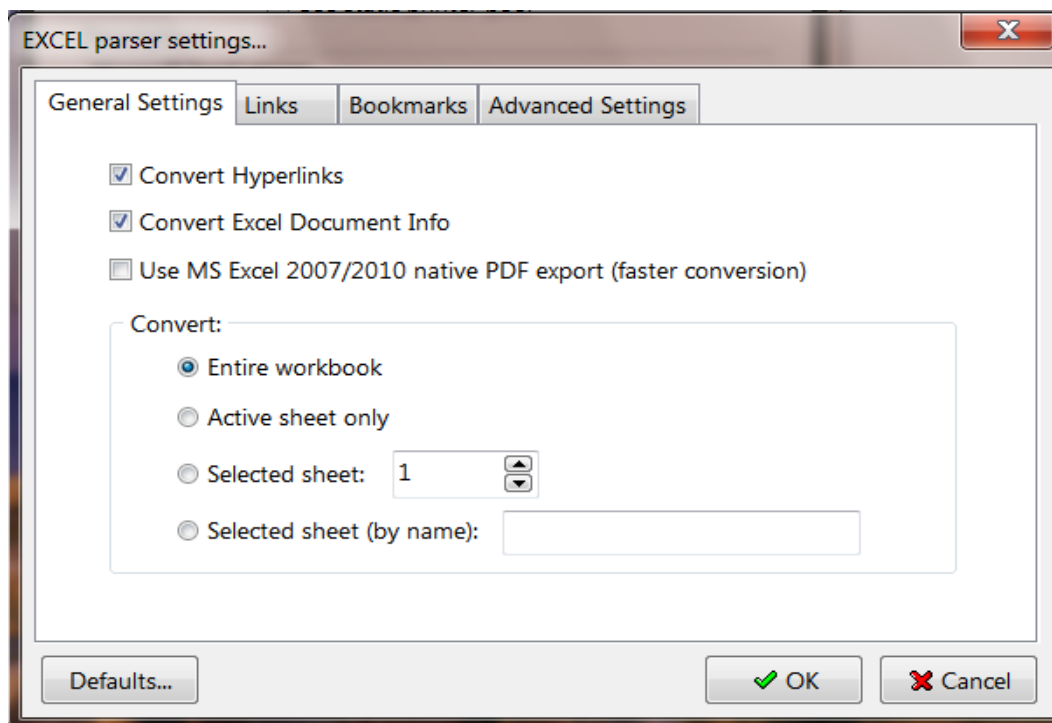 EXCEL parser settings...
General Settings Links Bookmarks Advanced Settings
Convert Hyperlinks
Convert Excel Document Info
Use MS Excel 2007/2010 native PDF export (faster conversion)
Convert:
Entire workbook
Active sheet only
Selected sheet: 1
Selected sheet (by name):
Defaults... OK Cancel